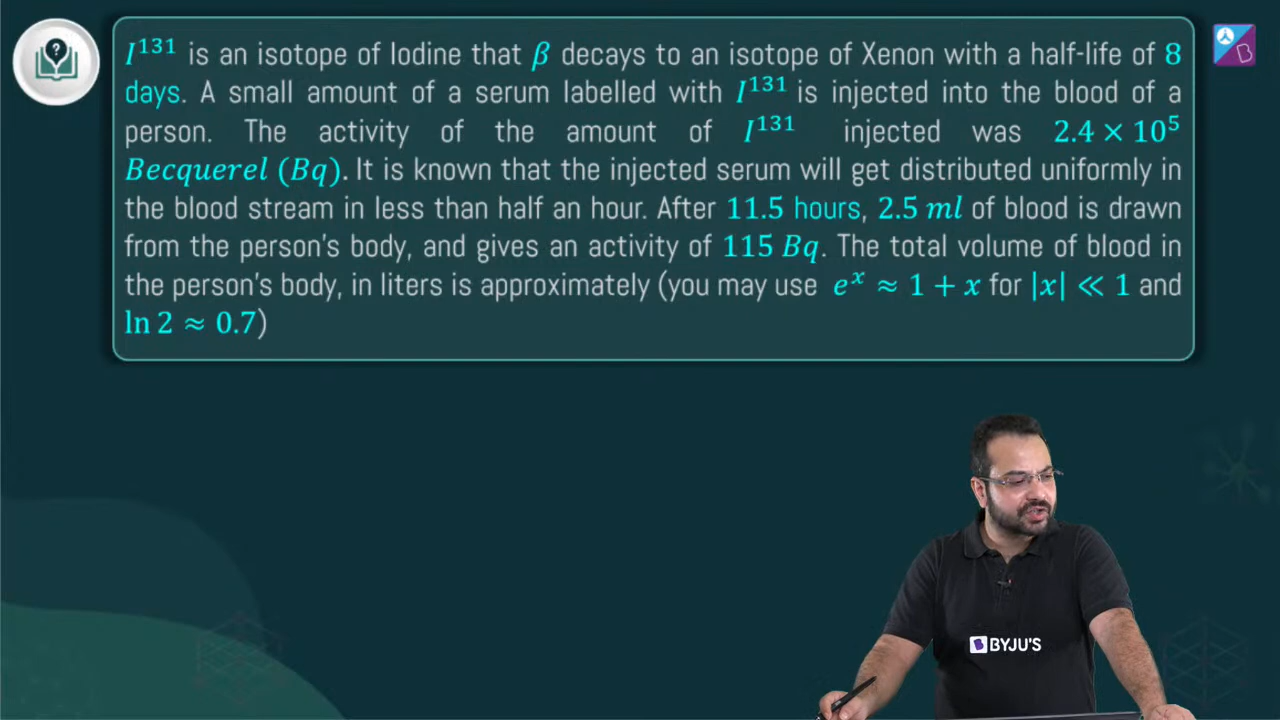 I¹³¹ is an isotope of Iodine that β decays to an isotope of Xenon with a half-life of 8
days. A small amount of a serum labelled with I¹³¹ is injected into the blood of a
person. The activity of the amount of I¹³¹ injected was 2.4 × 10⁵
Becquerel (Bq). It is known that the injected serum will get distributed uniformly in
the blood stream in less than half an hour. After 11.5 hours, 2.5 ml of blood is drawn
from the person's body, and gives an activity of 115 Bq. The total volume of blood in
the person's body, in liters is approximately (you may use eˣ ≈ 1 + x for |x| ≪ 1 and
ln 2 ≈ 0.7)
BYJU'S